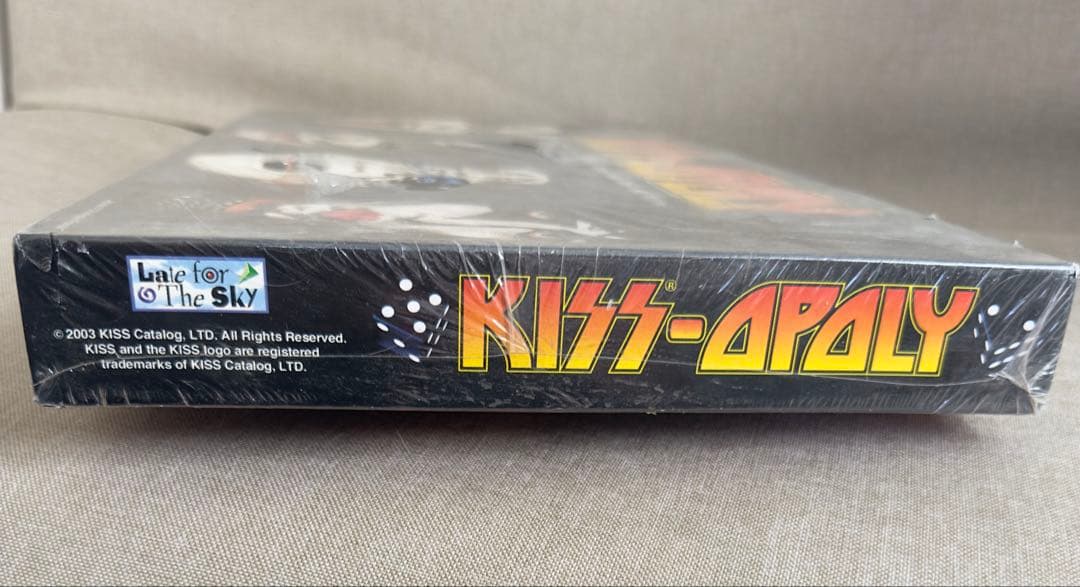 Late for
The Sky
© 2003 KISS Catalog, LTD. All Rights Reserved.
KISS and the KISS logo are registered
trademarks of KISS Catalog, LTD.
KISS®-OPOLY